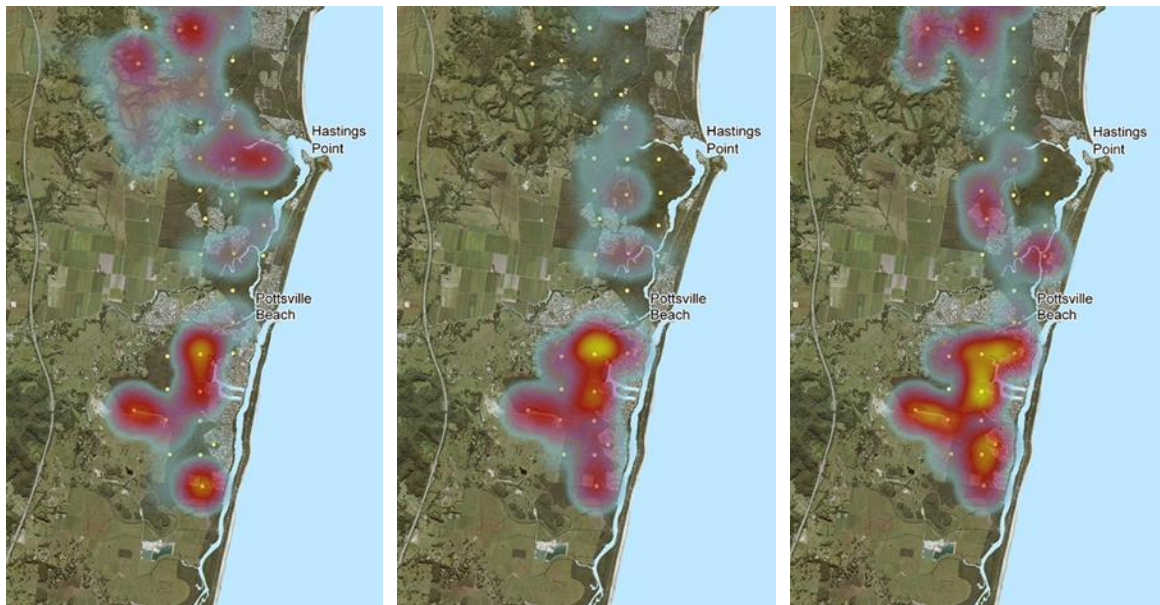 Hastings
Point
Pottsville
Beach
Hastings
Point
Pottsville
Beach
Hastings
Point
Pottsville
Beach